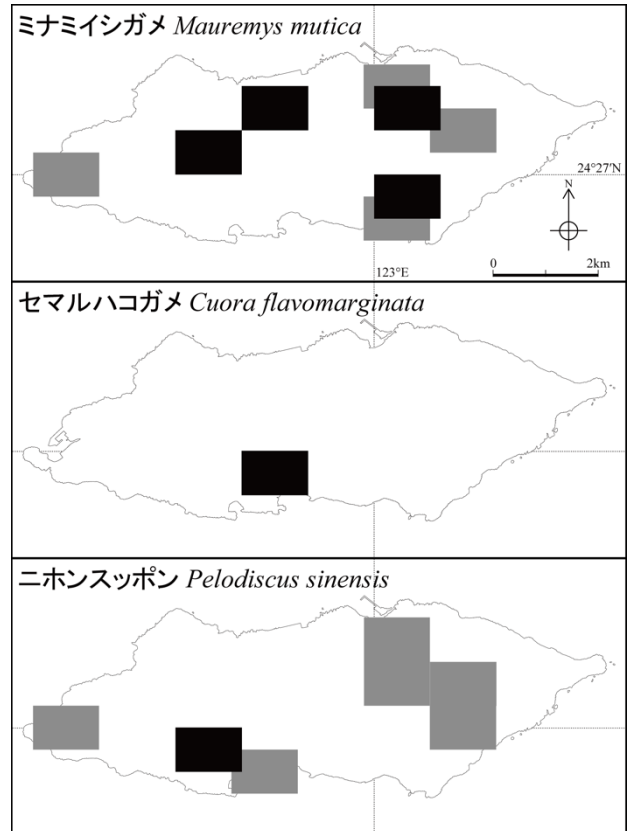 ミナミイシガメ Mauremys mutica
24°27′N
N
123°E
0 2km
セマルハコガメ Cuora flavomarginata
ニホンスッポン Pelodiscus sinensis